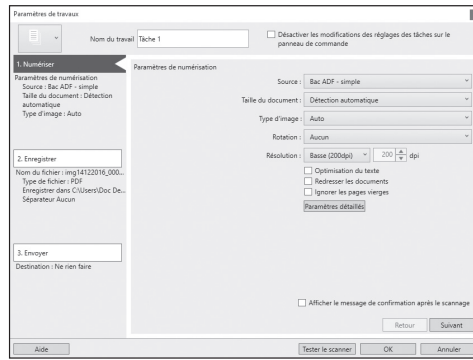 Paramètres de travaux
Nom du travail Tâche 1
Désactiver les modifications des réglages des tâches sur le
panneau de commande
1. Numériser
Paramètres de numérisation
Source : Bac ADF - simple
Taille du document : Détection
automatique
Type d'image : Auto
2. Enregistrer
Nom du fichier : img14122016_000...
Type de fichier : PDF
Enregistrer dans C:\Users\Doc De...
Séparateur Aucun
3. Envoyer
Destination : Ne rien faire
Paramètres de numérisation
Source : Bac ADF - simple
Taille du document : Détection automatique
Type d'image : Auto
Rotation : Aucun
Résolution : Basse (200dpi) 200 dpi
Optimisation du texte
Redresser les documents
Ignorer les pages vierges
Paramètres détaillés
Afficher le message de confirmation après le scannage
Retour Suivant
Aide Tester le scanner OK Annuler